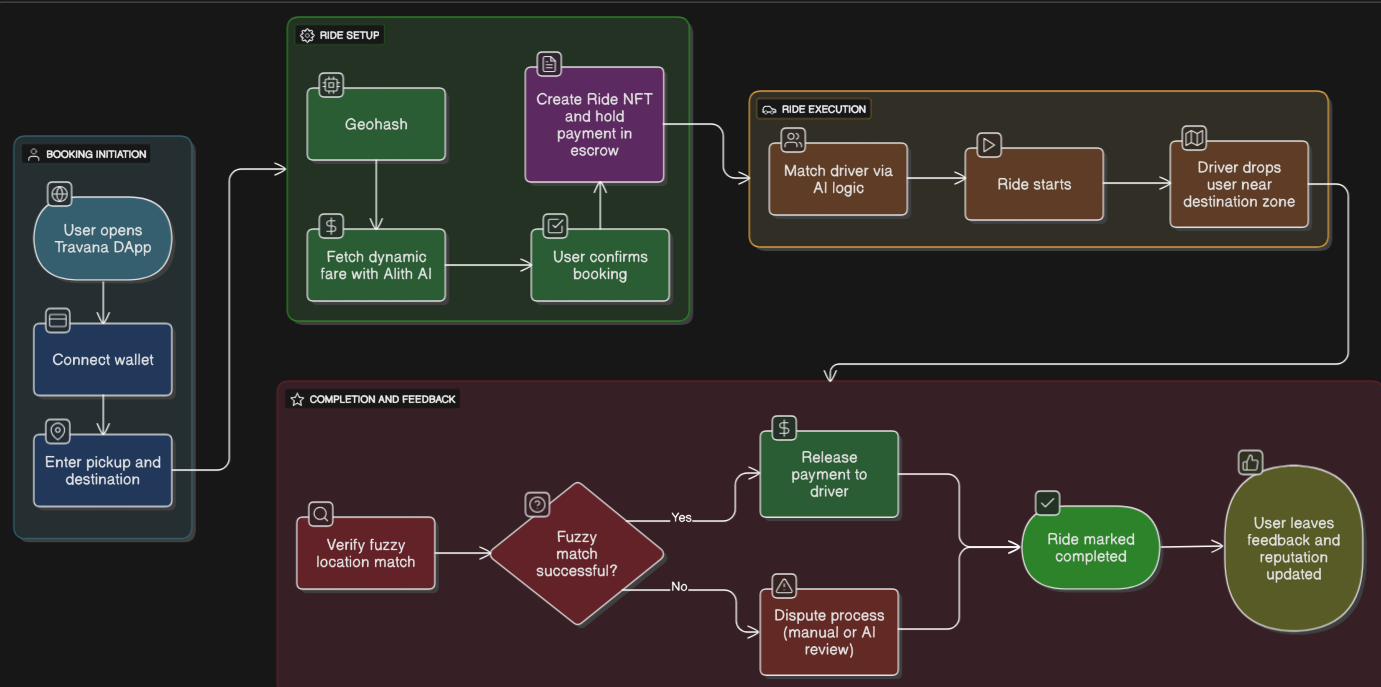 BOOKING INITIATION
User opens
Travana DApp
Connect wallet
Enter pickup and
destination
RIDE SETUP
Geohash
Fetch dynamic
fare with Alith AI
User confirms
booking
Create Ride NFT
and hold
payment in
escrow
RIDE EXECUTION
Match driver via
AI logic
Ride starts
Driver drops
user near
destination zone
COMPLETION AND FEEDBACK
Verify fuzzy
location match
Fuzzy
match
successful?
Yes
Release
payment to
driver
No
Dispute process
(manual or AI
review)
Ride marked
completed
User leaves
feedback and
reputation
updated